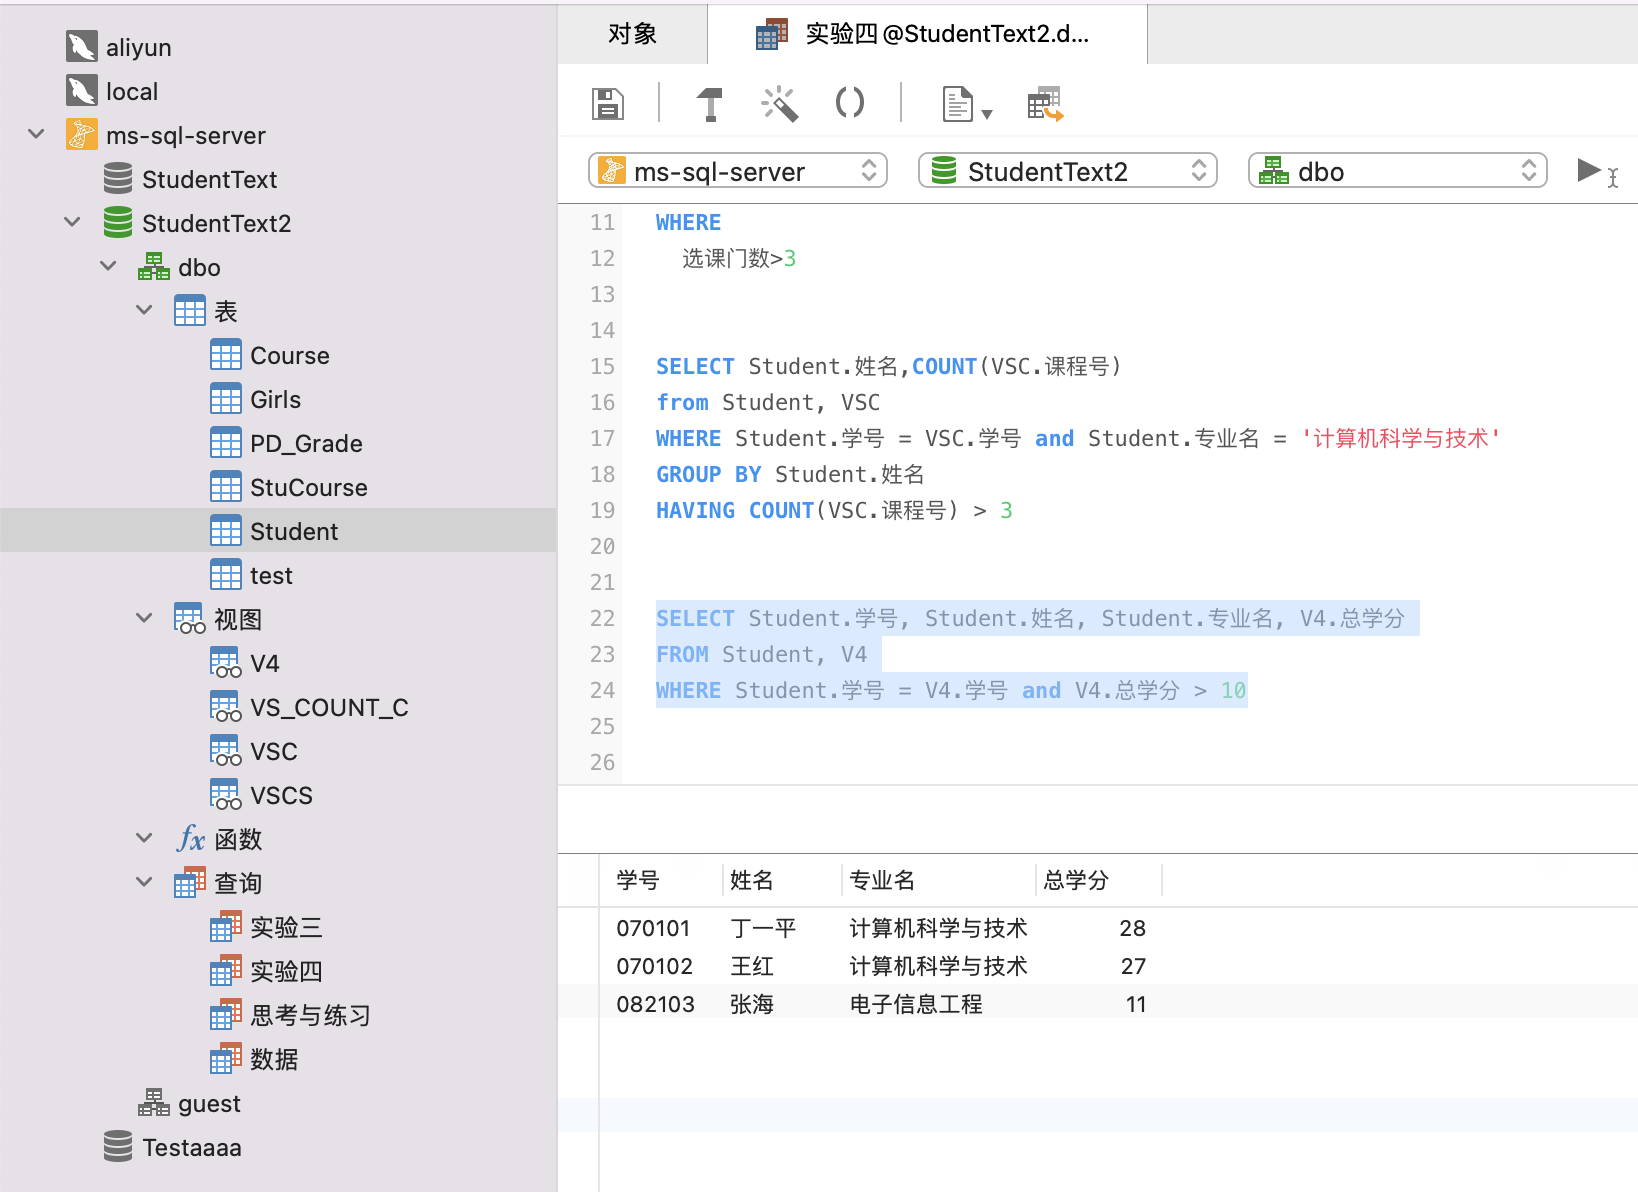 aliyun
local
ms-sql-server
StudentText
StudentText2
dbo
表
Course
Girls
PD_Grade
StuCourse
Student
test
视图
V4
VS_COUNT_C
VSC
VSCS
fx 函数
查询
实验三
实验四
思考与练习
数据
guest
Testaaaa
对象 实验四@StudentText2.d...
ms-sql-server StudentText2 dbo
11 WHERE
12 选课门数>3
13
14
15 SELECT Student.姓名,COUNT(VSC.课程号)
16 from Student, VSC
17 WHERE Student.学号 = VSC.学号 and Student.专业名 = '计算机科学与技术'
18 GROUP BY Student.姓名
19 HAVING COUNT(VSC.课程号) > 3
20
21
22 SELECT Student.学号, Student.姓名, Student.专业名, V4.总学分
23 FROM Student, V4
24 WHERE Student.学号 = V4.学号 and V4.总学分 > 10
25
26
学号 姓名 专业名 总学分
070101 丁一平 计算机科学与技术 28
070102 王红 计算机科学与技术 27
082103 张海 电子信息工程 11